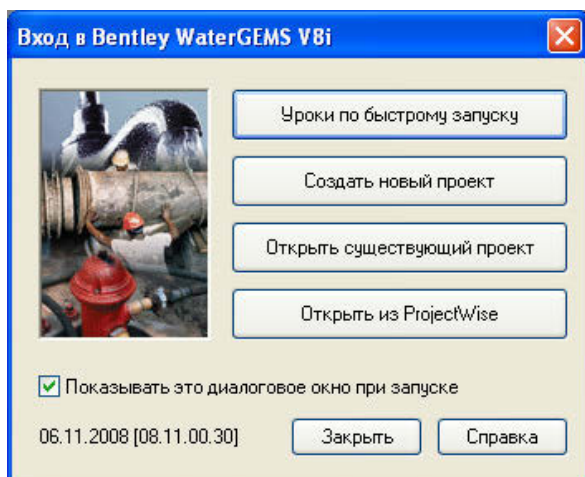 Вход в Bentley WaterGEMS V8i
Уроки по быстрому запуску
Создать новый проект
Открыть существующий проект
Открыть из ProjectWise
Показывать это диалоговое окно при запуске
06.11.2008 [08.11.00.30]
Закрыть
Справка